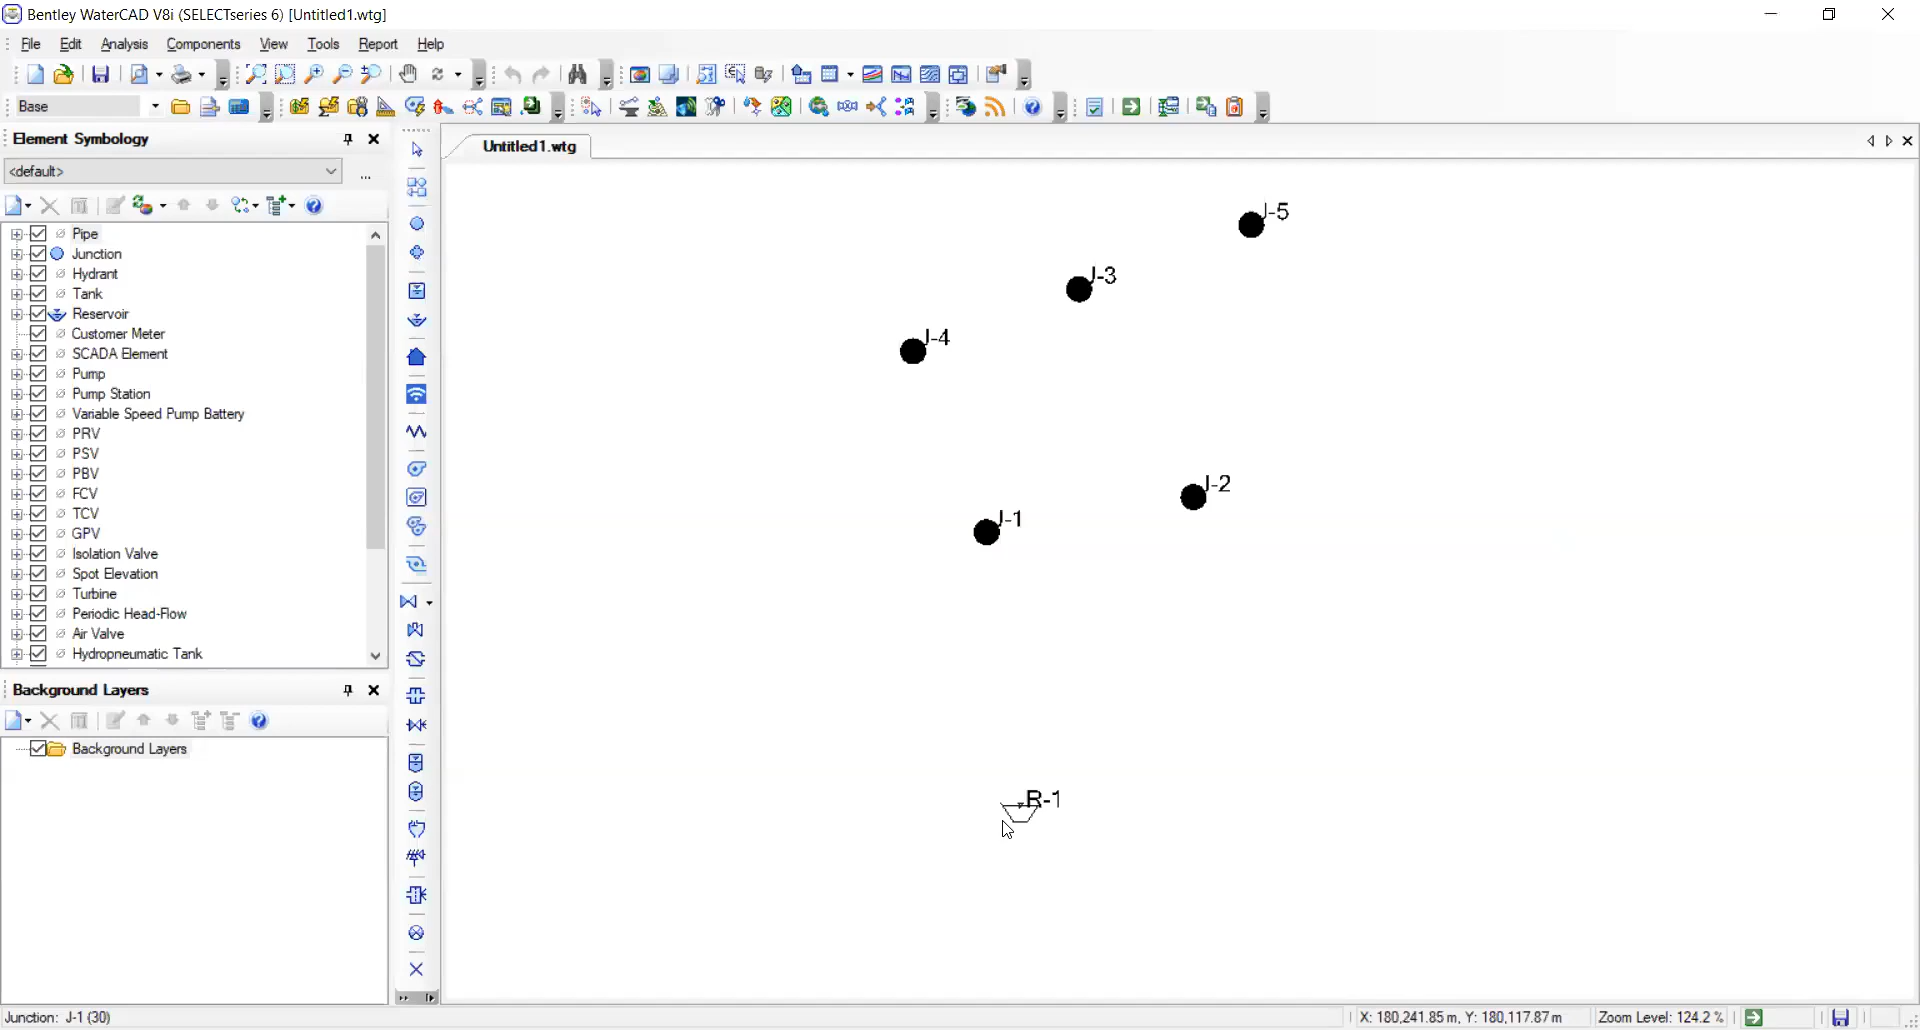 Bentley WaterCAD V8i (SELECTseries 6) [Untitled1.wtg]
File Edit Analysis Components View Tools Report Help
Base
Element Symbology
<default>
...
Pipe
Junction
Hydrant
Tank
Reservoir
Customer Meter
SCADA Element
Pump
Pump Station
Variable Speed Pump Battery
PRV
PSV
PBV
FCV
TCV
GPV
Isolation Valve
Spot Elevation
Turbine
Periodic Head-Flow
Air Valve
Hydropneumatic Tank
Background Layers
Background Layers
Untitled1.wtg
J-5
J-3
J-4
J-2
J-1
R-1
Junction: J-1 (30)
X: 180,241.85 m, Y: 180,117.87 m
Zoom Level: 124.2 %